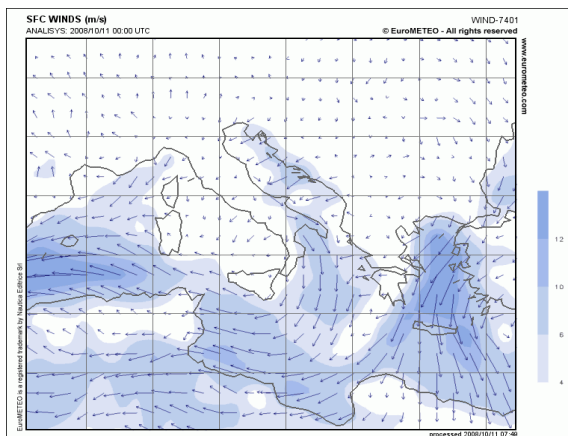 SFC WINDS (m/s)
WIND-7401
ANALISYS: 2008/10/11 00:00 UTC
© EuroMETEO - All rights reserved
www.eurometeo.com
EuroMETEO is a registered trademark by Nautica Editrice Srl
12
10
6
4
processed 2008/10/11 07:49